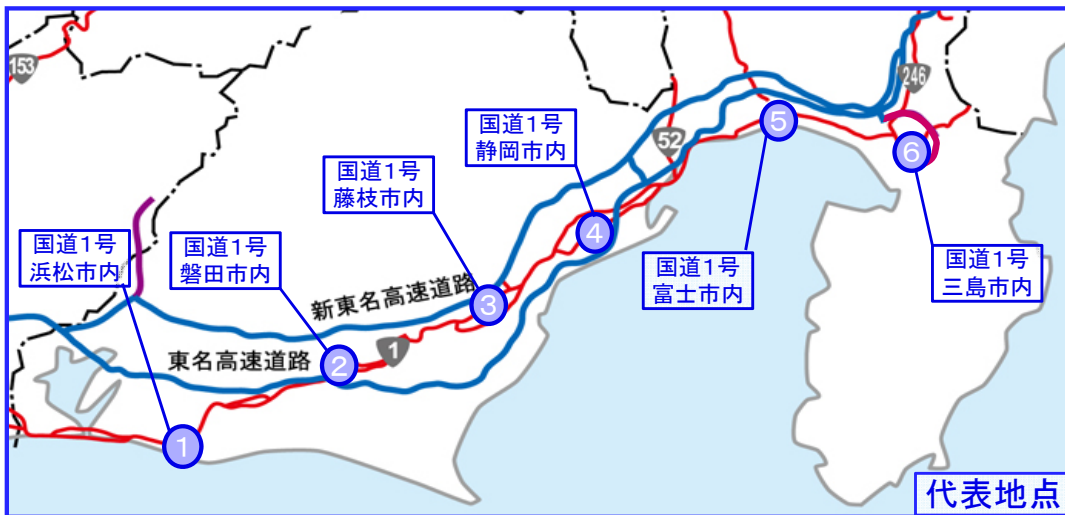 153
246
国道1号
静岡市内
52
5
国道1号
藤枝市内
6
4
国道1号
浜松市内
国道1号
磐田市内
国道1号
富士市内
国道1号
三島市内
新東名高速道路
3
1
東名高速道路
2
1
代表地点